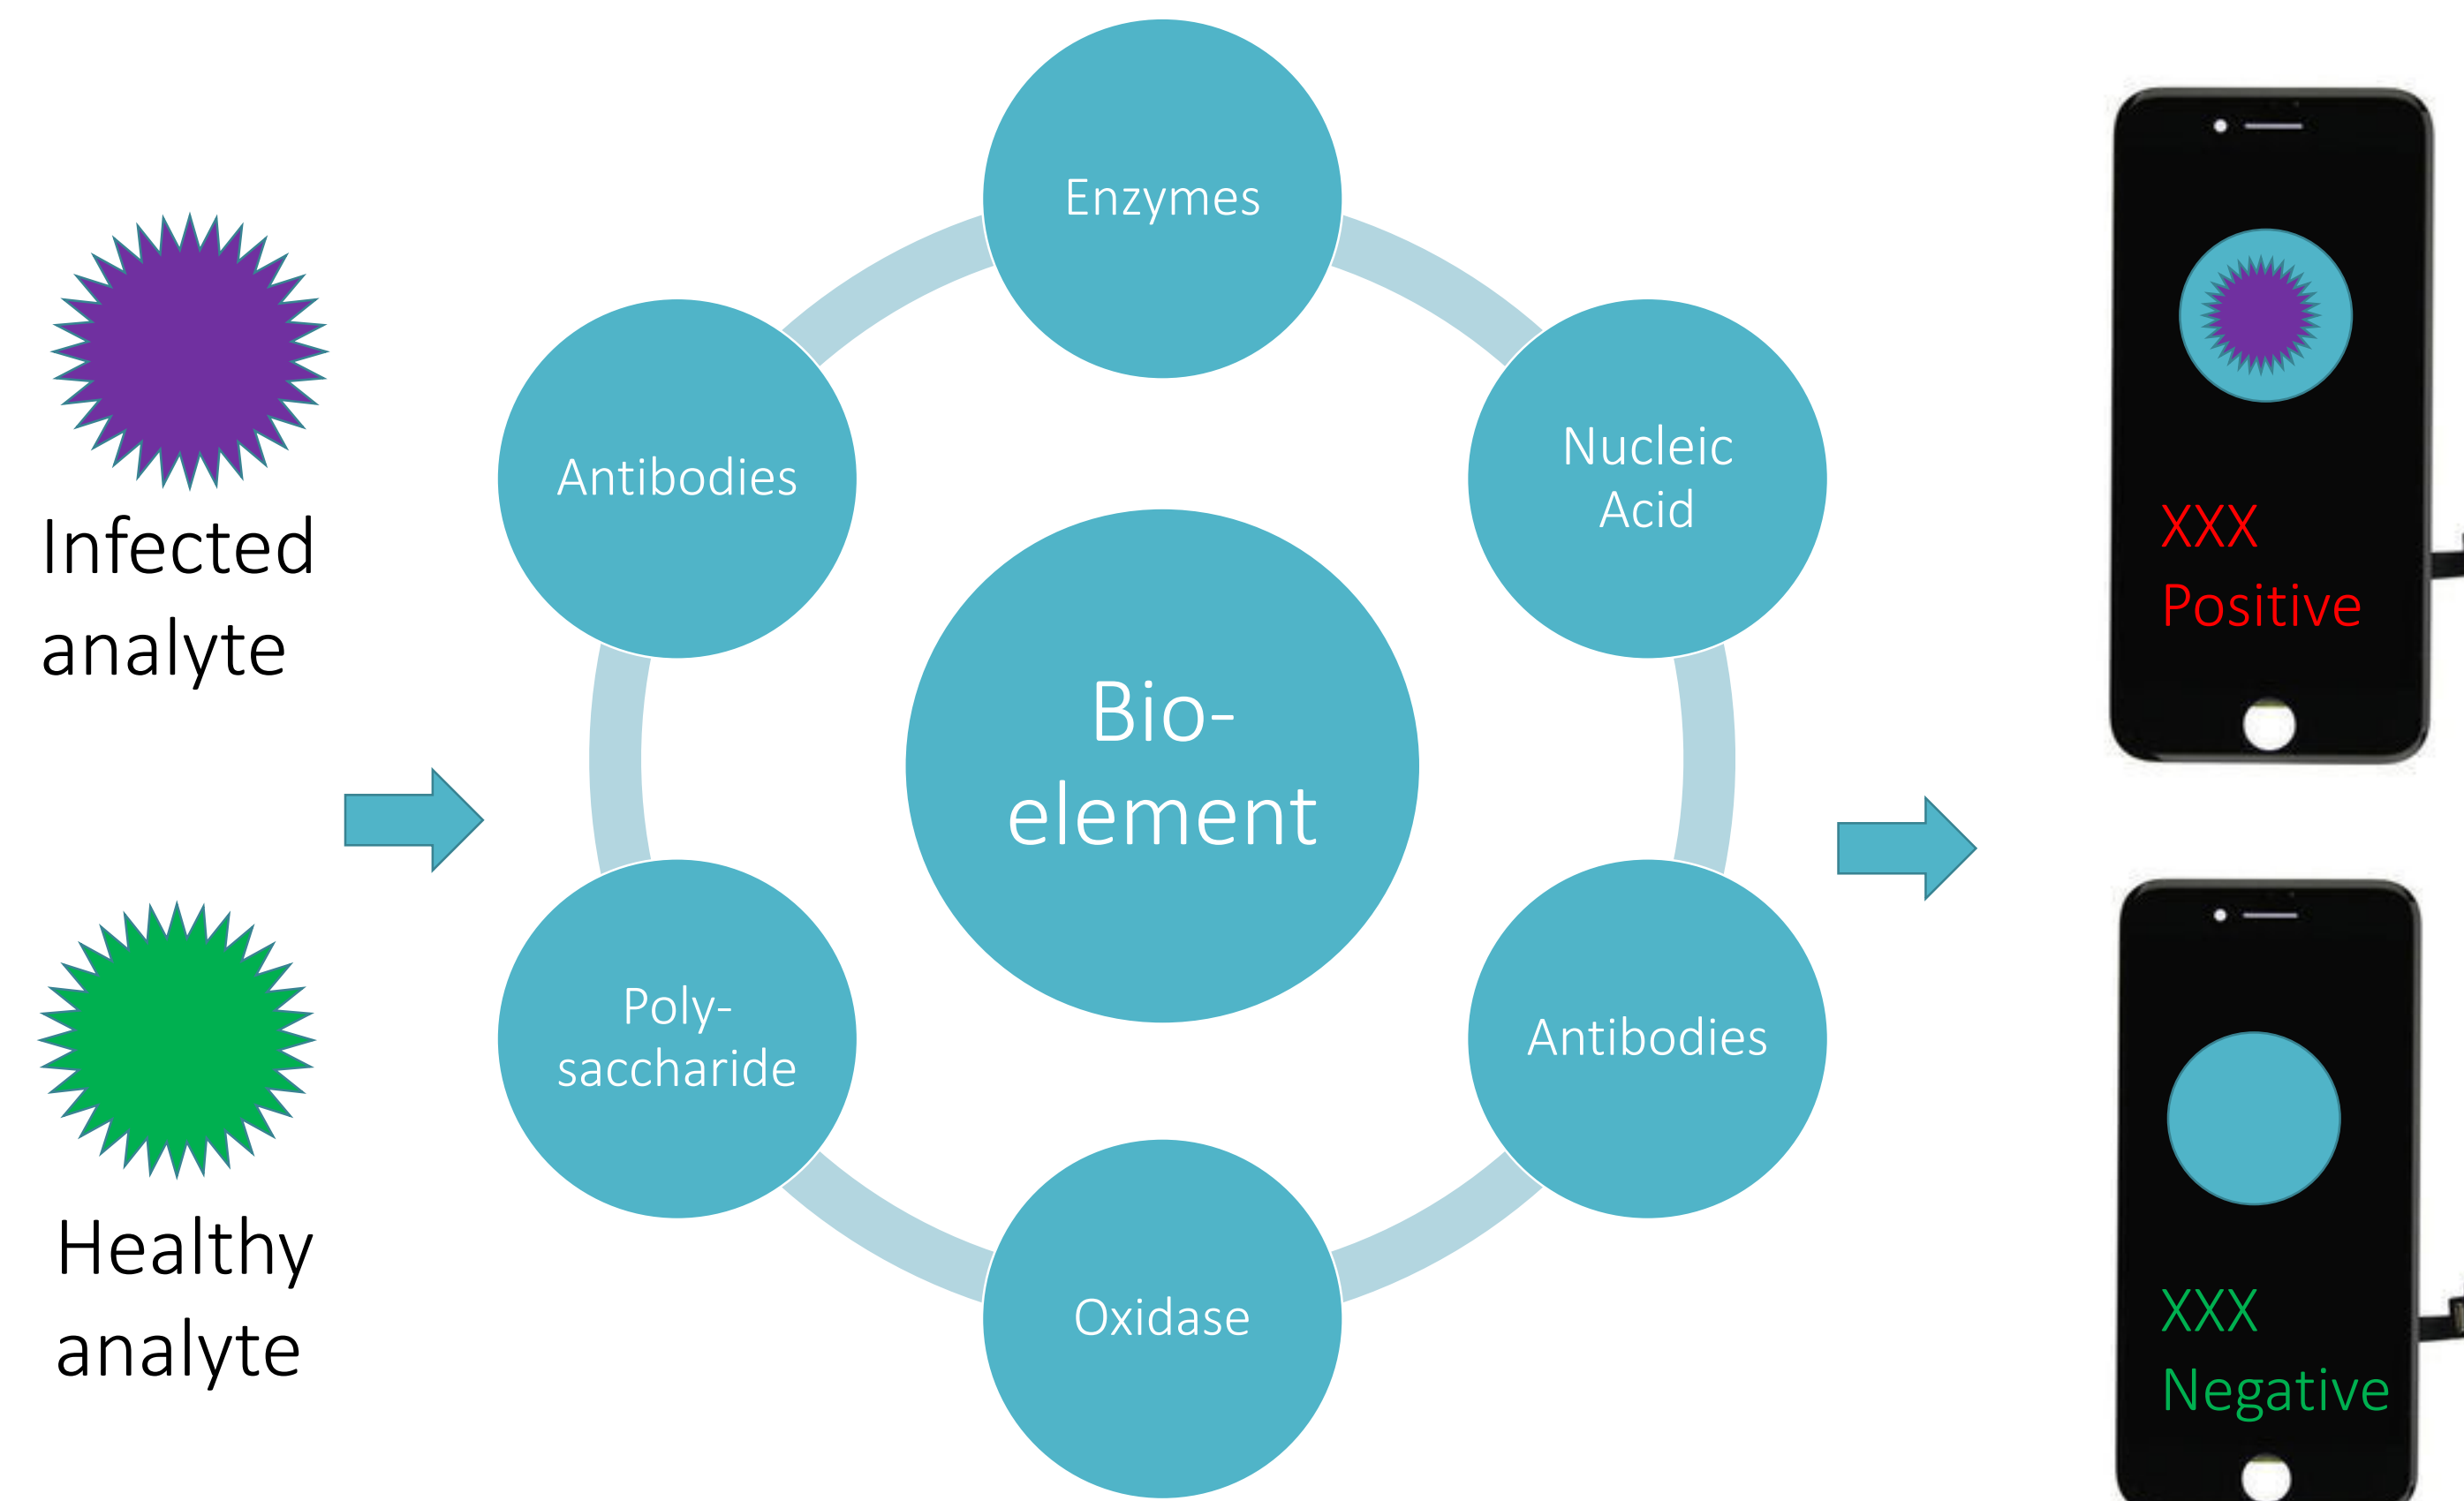 Infected
analyte
Healthy
analyte
Enzymes
Nucleic
Acid
Antibodies
Oxidase
Poly-
saccharide
Antibodies
Bio-
element
XXX
Positive
XXX
Negative